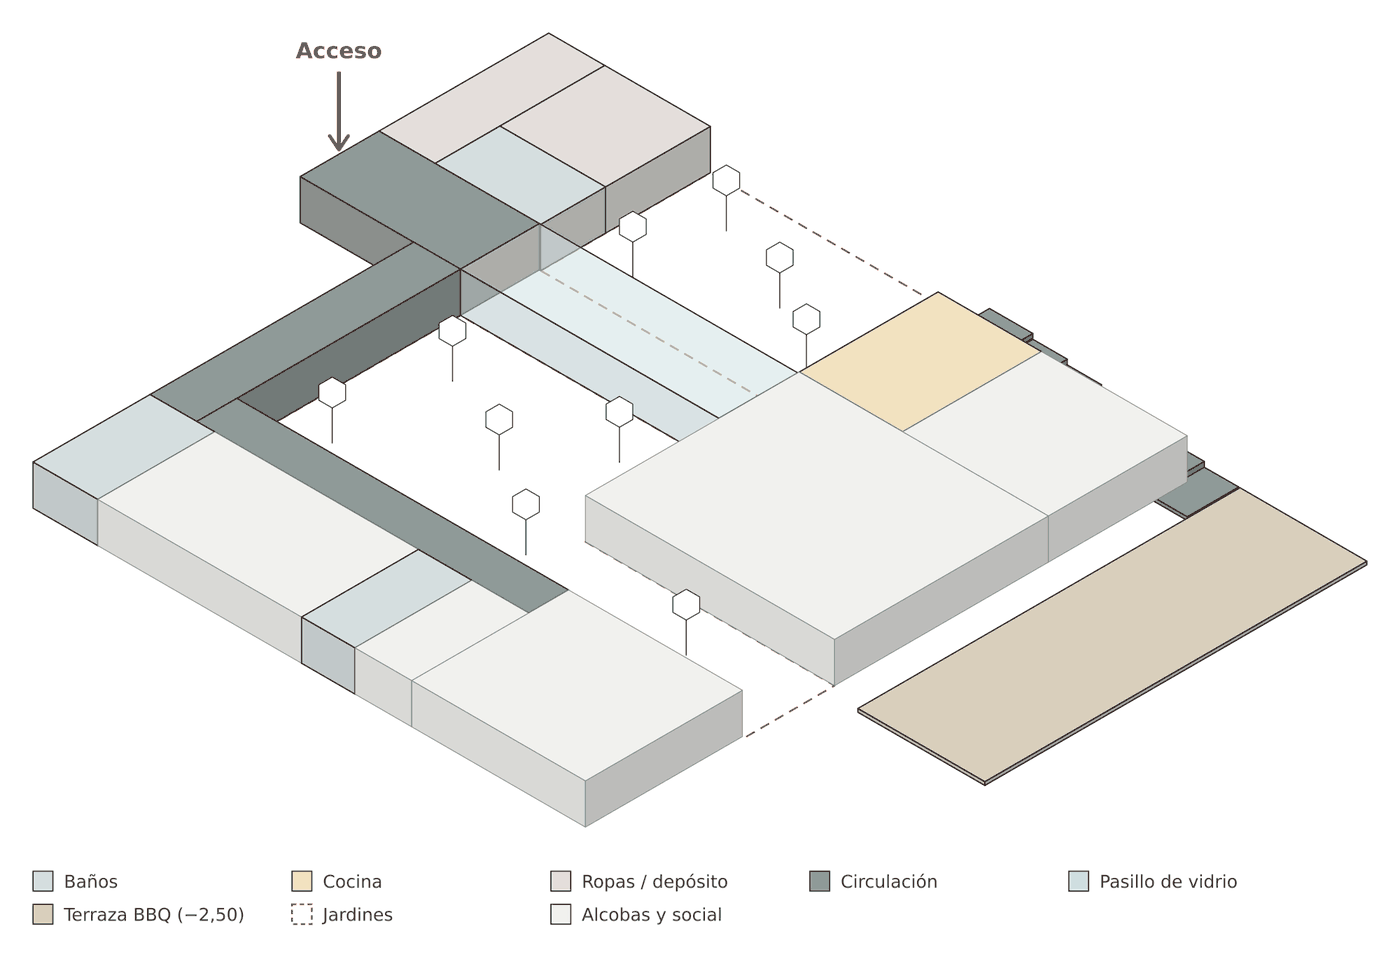 Acceso
Baños
Cocina
Ropas / depósito
Circulación
Pasillo de vidrio
Terraza BBQ (−2,50)
Jardines
Alcobas y social